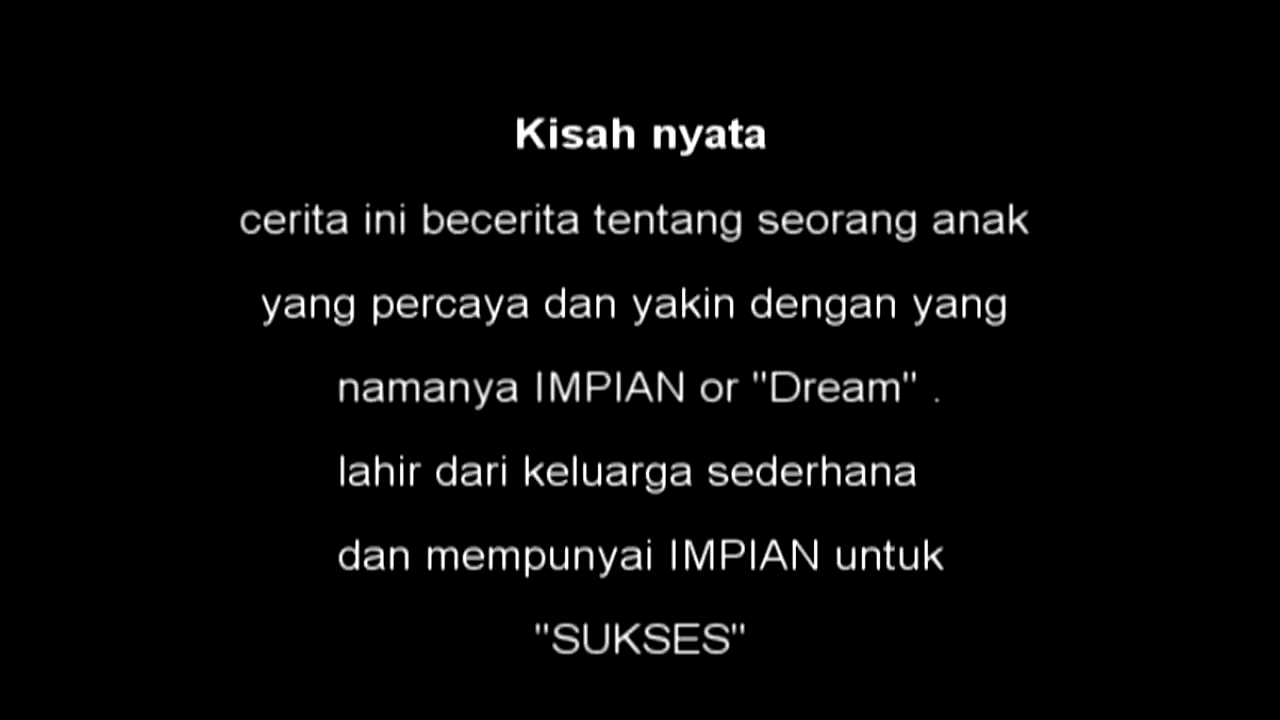 Kisah nyata
cerita ini becerita tentang seorang anak
yang percaya dan yakin dengan yang
namanya IMPIAN or "Dream" .
lahir dari keluarga sederhana
dan mempunyai IMPIAN untuk
"SUKSES"